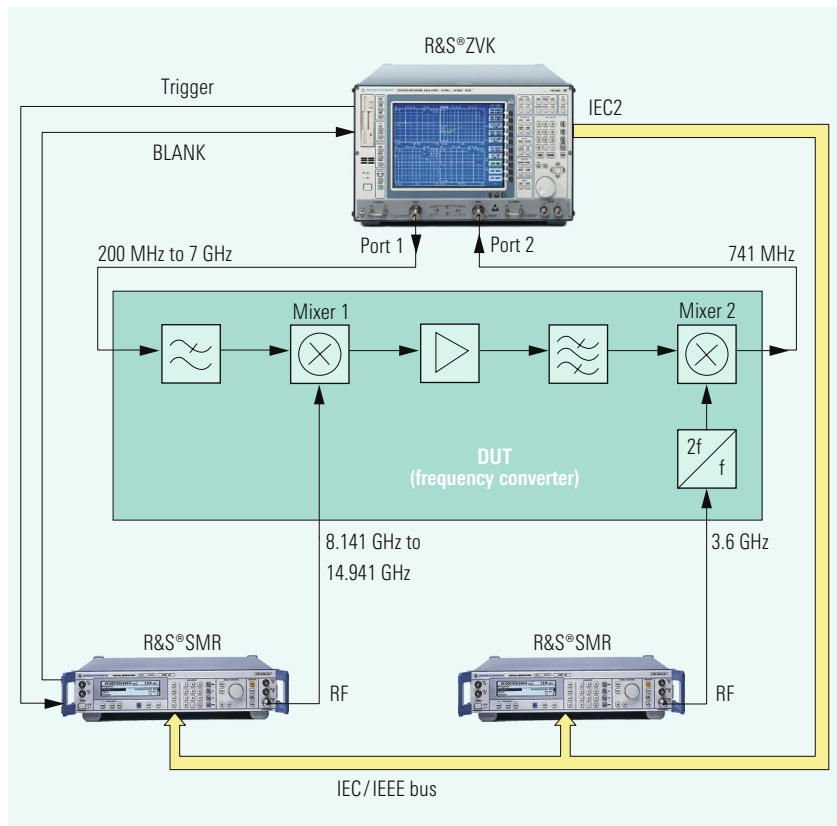 R&S®ZVK
Trigger
IEC2
BLANK
Port 1
Port 2
200 MHz to 7 GHz
741 MHz
Mixer 1
Mixer 2
2f
f
DUT
(frequency converter)
8.141 GHz to
14.941 GHz
3.6 GHz
R&S®SMR
R&S®SMR
RF
RF
IEC/IEEE bus